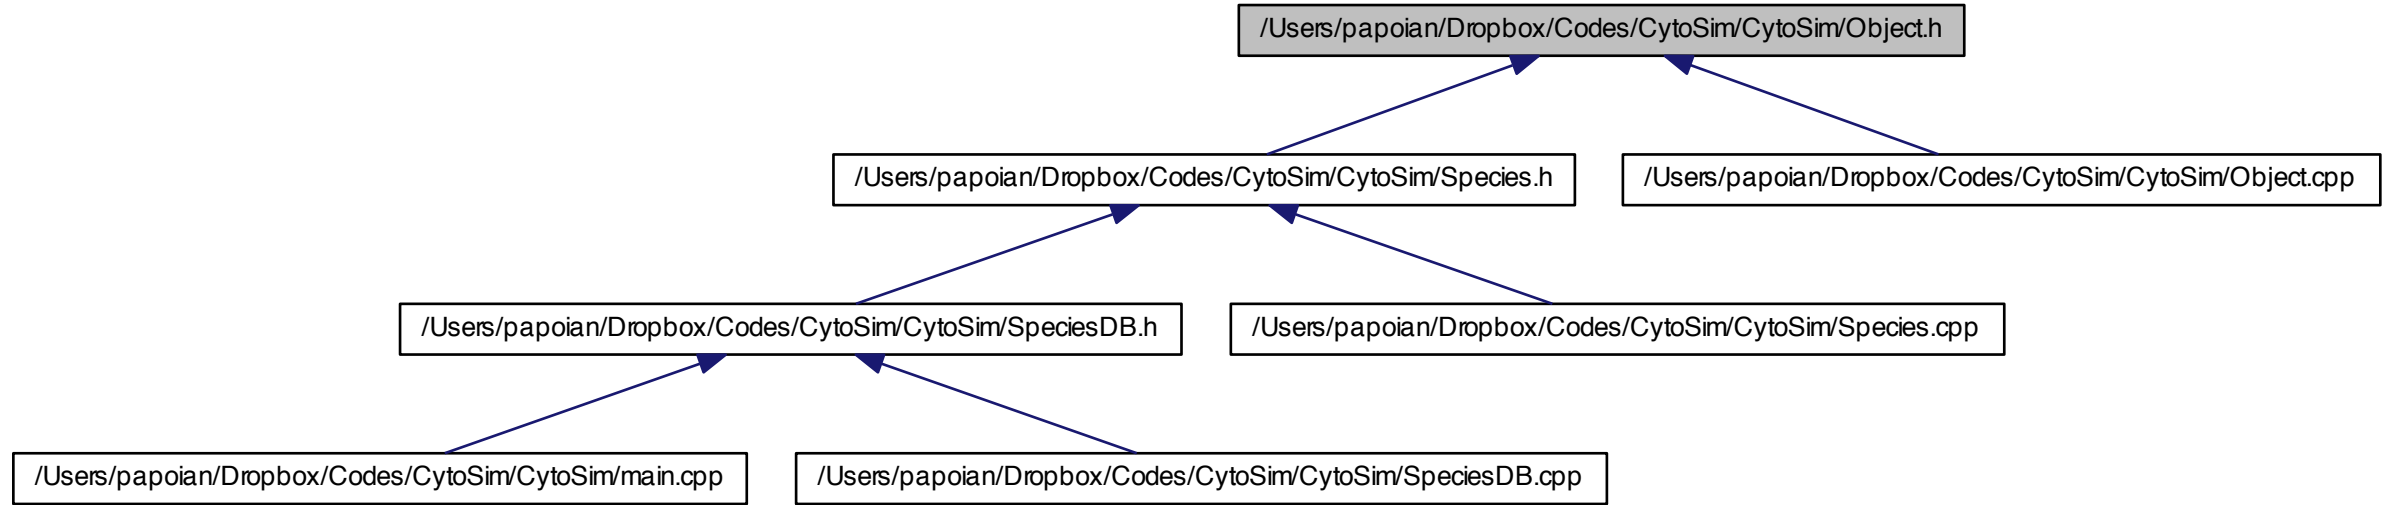 /Users/papoian/Dropbox/Codes/CytoSim/CytoSim/Object.h
/Users/papoian/Dropbox/Codes/CytoSim/CytoSim/Species.h
/Users/papoian/Dropbox/Codes/CytoSim/CytoSim/Object.cpp
/Users/papoian/Dropbox/Codes/CytoSim/CytoSim/SpeciesDB.h
/Users/papoian/Dropbox/Codes/CytoSim/CytoSim/Species.cpp
/Users/papoian/Dropbox/Codes/CytoSim/CytoSim/main.cpp
/Users/papoian/Dropbox/Codes/CytoSim/CytoSim/SpeciesDB.cpp